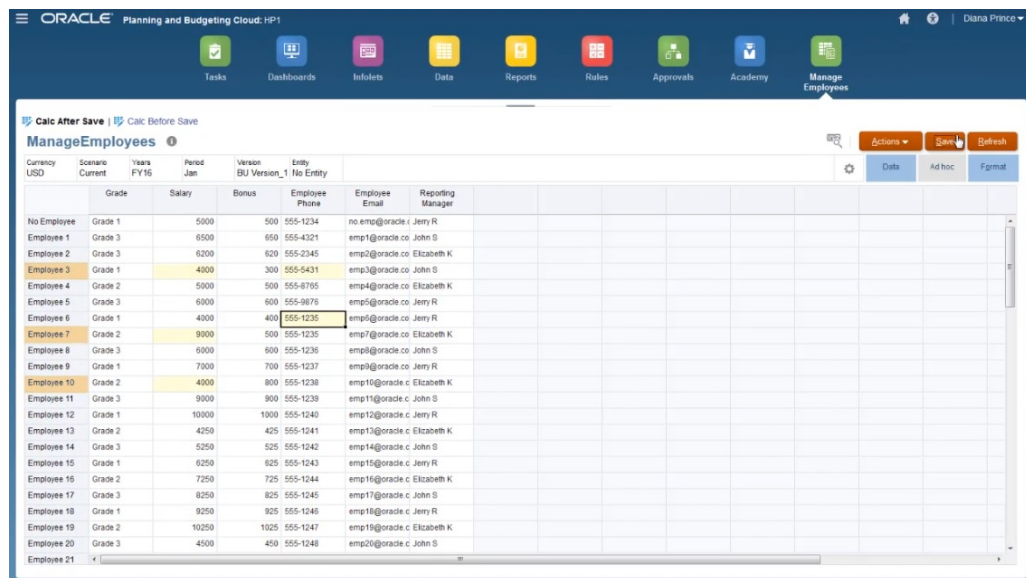 ORACLE Planning and Budgeting Cloud: HP1 Diana Prince
Tasks Dashboards Infolets Data Reports Rules Approvals Academy Manage Employees
Calc After Save | Calc Before Save
ManageEmployees Actions Save Refresh
Currency Scenario Years Period Version Entity
USD Current FY16 Jan BU Version_1 No Entity Data Ad hoc Format
Grade Salary Bonus Employee Phone Employee Email Reporting Manager
No Employee Grade 1 5000 500 555-1234 no.emp@oracle.c Jerry R
Employee 1 Grade 3 6500 650 555-4321 emp1@oracle.co John S
Employee 2 Grade 3 6200 620 555-2345 emp2@oracle.co Elizabeth K
Employee 3 Grade 1 4000 300 555-5431 emp3@oracle.co John S
Employee 4 Grade 2 5000 500 555-8765 emp4@oracle.co Elizabeth K
Employee 5 Grade 3 6000 600 555-9876 emp5@oracle.co Jerry R
Employee 6 Grade 1 4000 400 555-1235 emp6@oracle.co Jerry R
Employee 7 Grade 2 9000 500 555-1235 emp7@oracle.co Elizabeth K
Employee 8 Grade 3 6000 600 555-1236 emp8@oracle.co John S
Employee 9 Grade 1 7000 700 555-1237 emp9@oracle.co Jerry R
Employee 10 Grade 2 4000 800 555-1238 emp10@oracle.c Elizabeth K
Employee 11 Grade 3 9000 900 555-1239 emp11@oracle.c John S
Employee 12 Grade 1 10000 1000 555-1240 emp12@oracle.c Jerry R
Employee 13 Grade 2 4250 425 555-1241 emp13@oracle.c Elizabeth K
Employee 14 Grade 3 5250 525 555-1242 emp14@oracle.c John S
Employee 15 Grade 1 6250 625 555-1243 emp15@oracle.c Jerry R
Employee 16 Grade 2 7250 725 555-1244 emp16@oracle.c Elizabeth K
Employee 17 Grade 3 8250 825 555-1245 emp17@oracle.c John S
Employee 18 Grade 1 9250 925 555-1246 emp18@oracle.c Jerry R
Employee 19 Grade 2 10250 1025 555-1247 emp19@oracle.c Elizabeth K
Employee 20 Grade 3 4500 450 555-1248 emp20@oracle.c John S
Employee 21